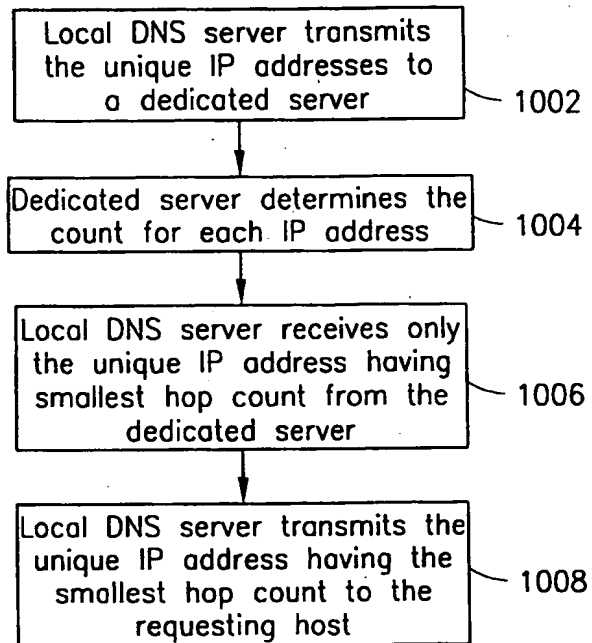 Local DNS server transmits
the unique IP addresses to
a dedicated server
1002
Dedicated server determines the
count for each IP address
1004
Local DNS server receives only
the unique IP address having
smallest hop count from the
dedicated server
1006
Local DNS server transmits the
unique IP address having the
smallest hop count to the
requesting host
1008